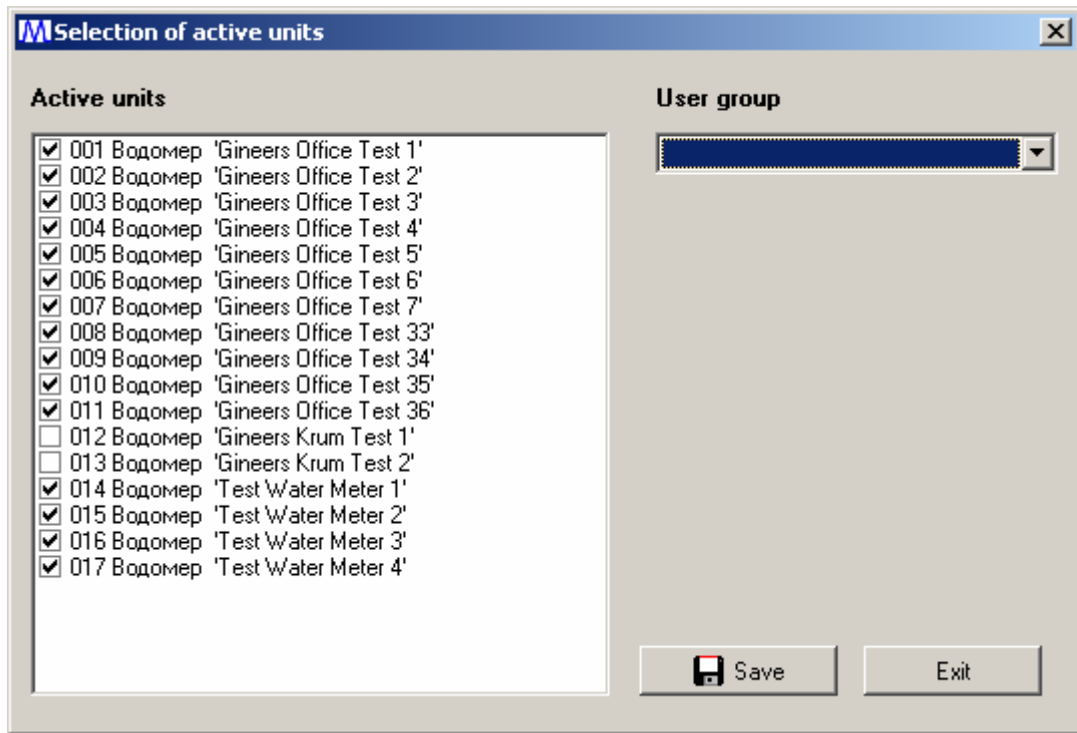 Selection of active units
Active units
User group
001 Водомер 'Gineers Office Test 1'
002 Водомер 'Gineers Office Test 2'
003 Водомер 'Gineers Office Test 3'
004 Водомер 'Gineers Office Test 4'
005 Водомер 'Gineers Office Test 5'
006 Водомер 'Gineers Office Test 6'
007 Водомер 'Gineers Office Test 7'
008 Водомер 'Gineers Office Test 33'
009 Водомер 'Gineers Office Test 34'
010 Водомер 'Gineers Office Test 35'
011 Водомер 'Gineers Office Test 36'
012 Водомер 'Gineers Krum Test 1'
013 Водомер 'Gineers Krum Test 2'
014 Водомер 'Test Water Meter 1'
015 Водомер 'Test Water Meter 2'
016 Водомер 'Test Water Meter 3'
017 Водомер 'Test Water Meter 4'
Save
Exit